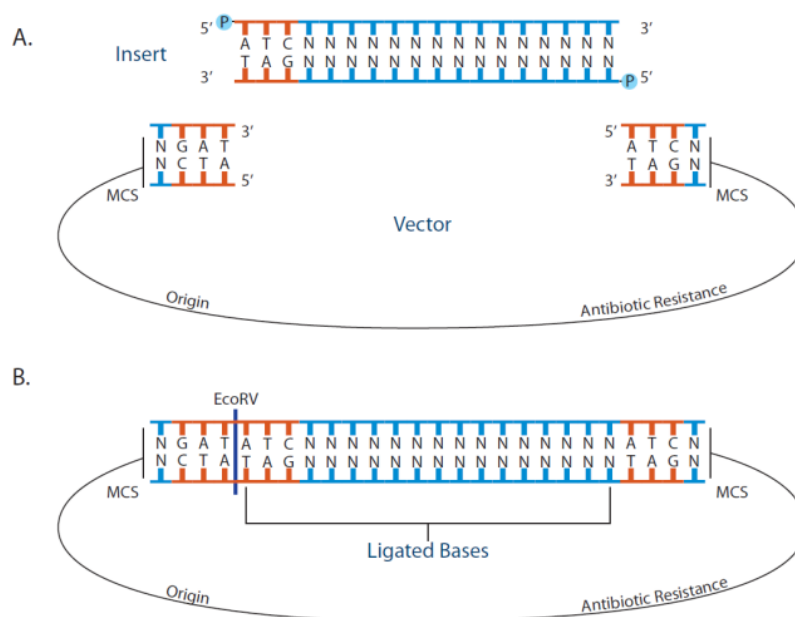 A.
Insert
5′ P A T C N N N N N N N N N N N N N N N 3′
3′ T A G N N N N N N N N N N N N N N N P 5′
3′ 5′
N G A T A T C N
N C T A T A G N
5′ 3′
MCS MCS
Vector
Origin Antibiotic Resistance
B.
EcoRV
N G A T A T C N N N N N N N N N N N N N N N A T C N
N C T A T A G N N N N N N N N N N N N N N N T A G N
MCS MCS
Ligated Bases
Origin Antibiotic Resistance